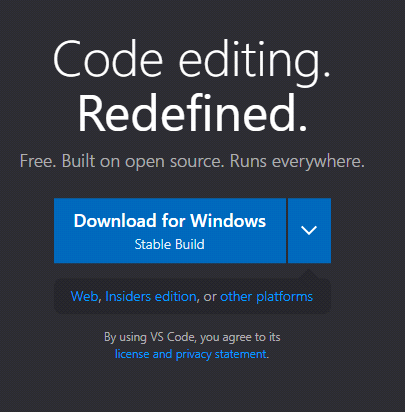 Code editing.
Redefined.
Free. Built on open source. Runs everywhere.
Download for Windows
Stable Build
Web, Insiders edition, or other platforms
By using VS Code, you agree to its
license and privacy statement.